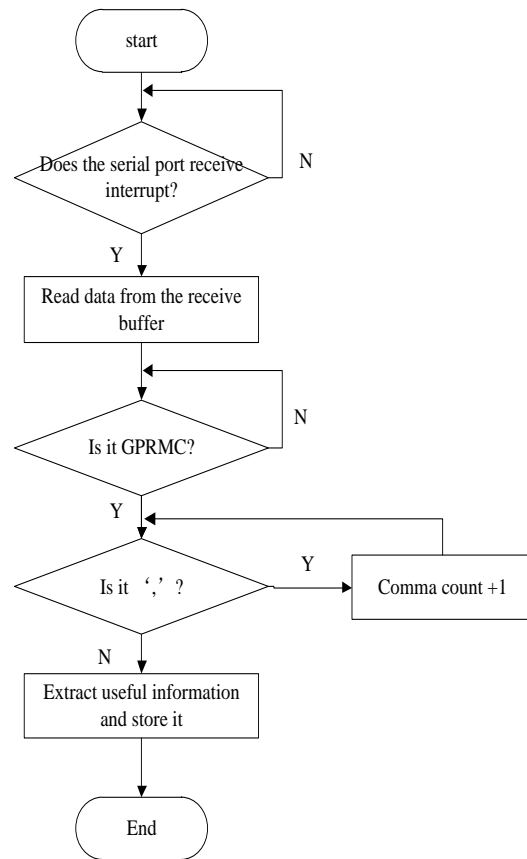 start
Does the serial port receive
interrupt?
N
Y
Read data from the receive
buffer
N
Is it GPRMC?
Y
Is it ‘,’ ?
Y
Comma count +1
N
Extract useful information
and store it
End